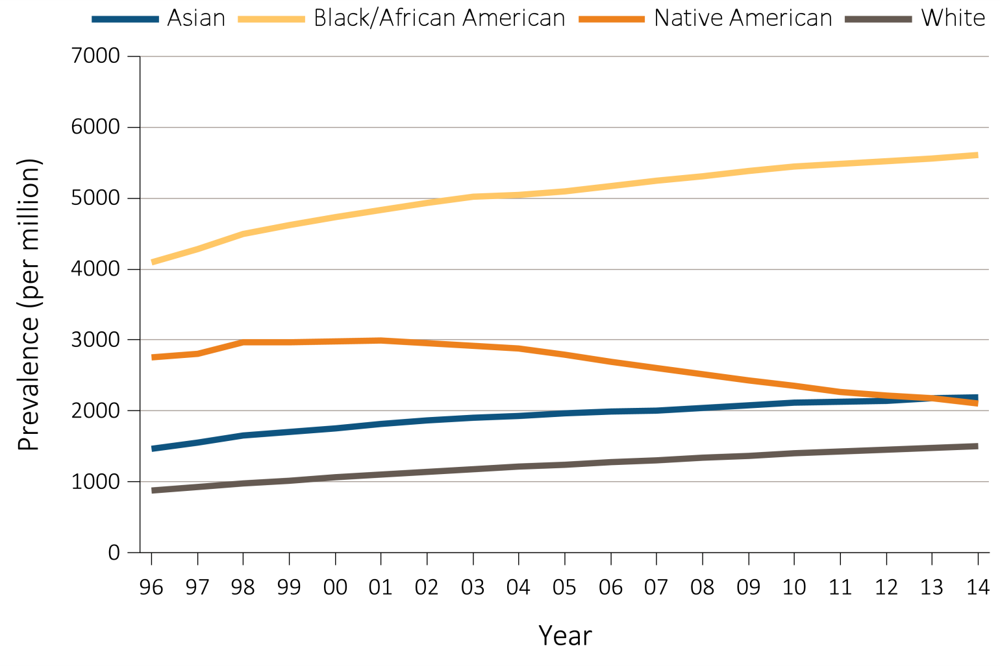 Asian Black/African American Native American White
7000
6000
5000
4000
3000
2000
1000
0
Prevalence (per million)
96 97 98 99 00 01 02 03 04 05 06 07 08 09 10 11 12 13 14
Year